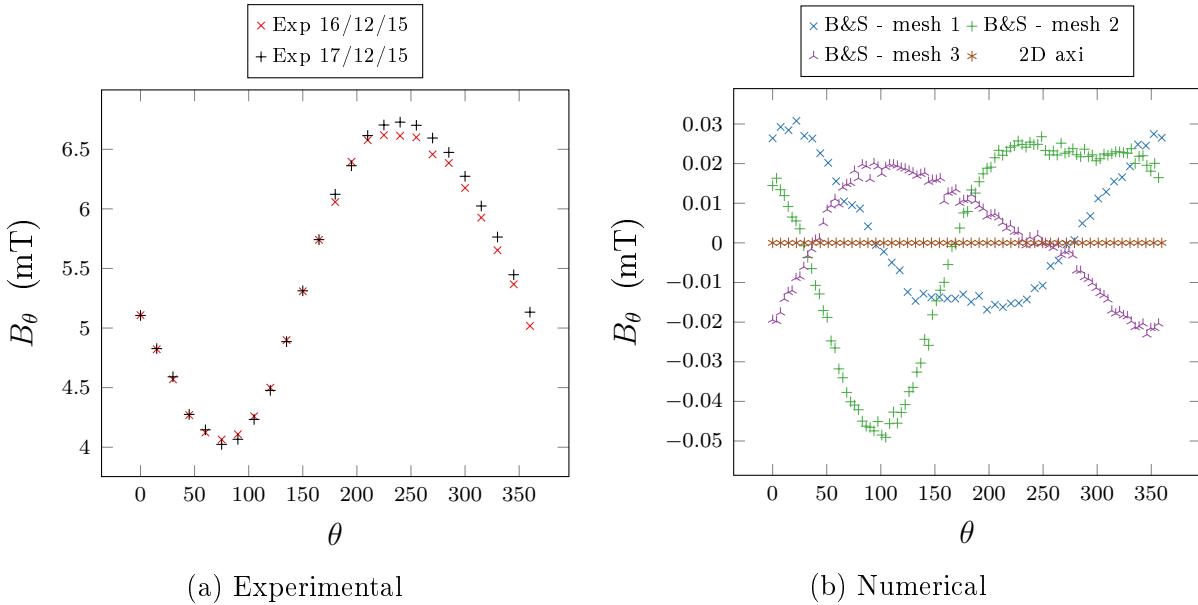 Exp 16/12/15
Exp 17/12/15
6.5
6
5.5
5
4.5
4
0 50 100 150 200 250 300 350
B_θ (mT)
θ
(a) Experimental
B&S - mesh 1 B&S - mesh 2
B&S - mesh 3 2D axi
0.03
0.02
0.01
0
−0.01
−0.02
−0.03
−0.04
−0.05
0 50 100 150 200 250 300 350
B_θ (mT)
θ
(b) Numerical